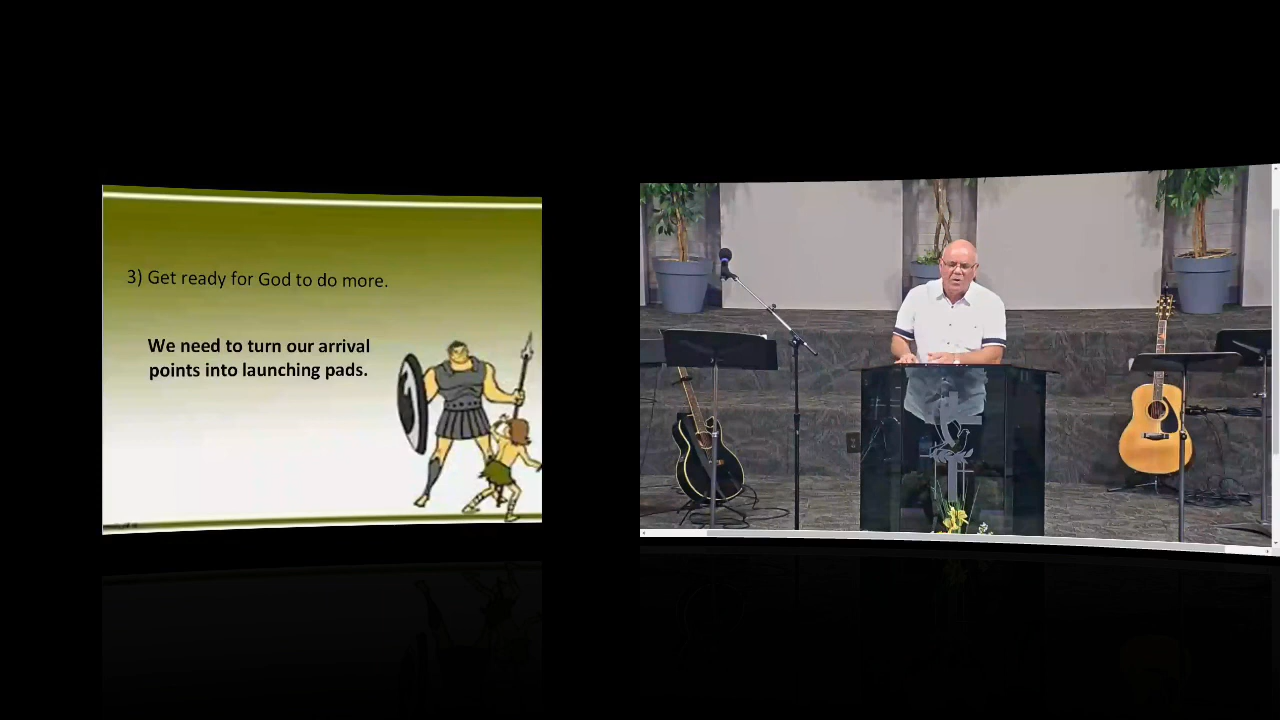 3) Get ready for God to do more.
We need to turn our arrival
points into launching pads.